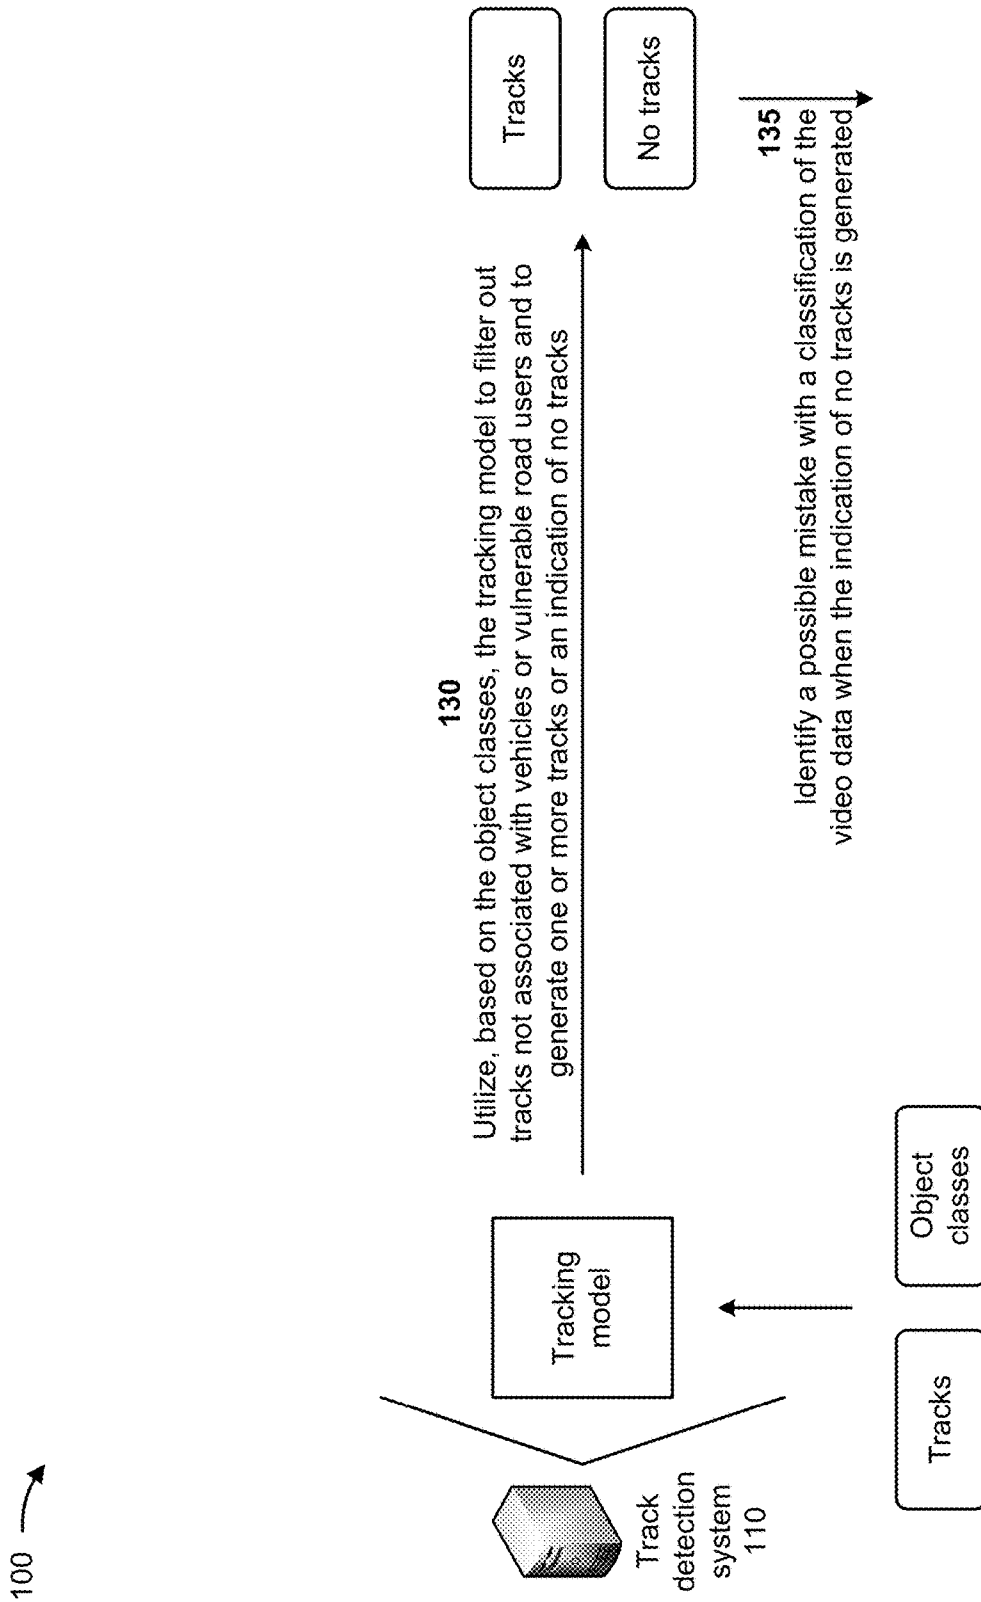 100
Track
detection
system
110
Tracking
model
Tracks
Object
classes
130
Utilize, based on the object classes, the tracking model to filter out
tracks not associated with vehicles or vulnerable road users and to
generate one or more tracks or an indication of no tracks
Tracks
No tracks
135
Identify a possible mistake with a classification of the
video data when the indication of no tracks is generated